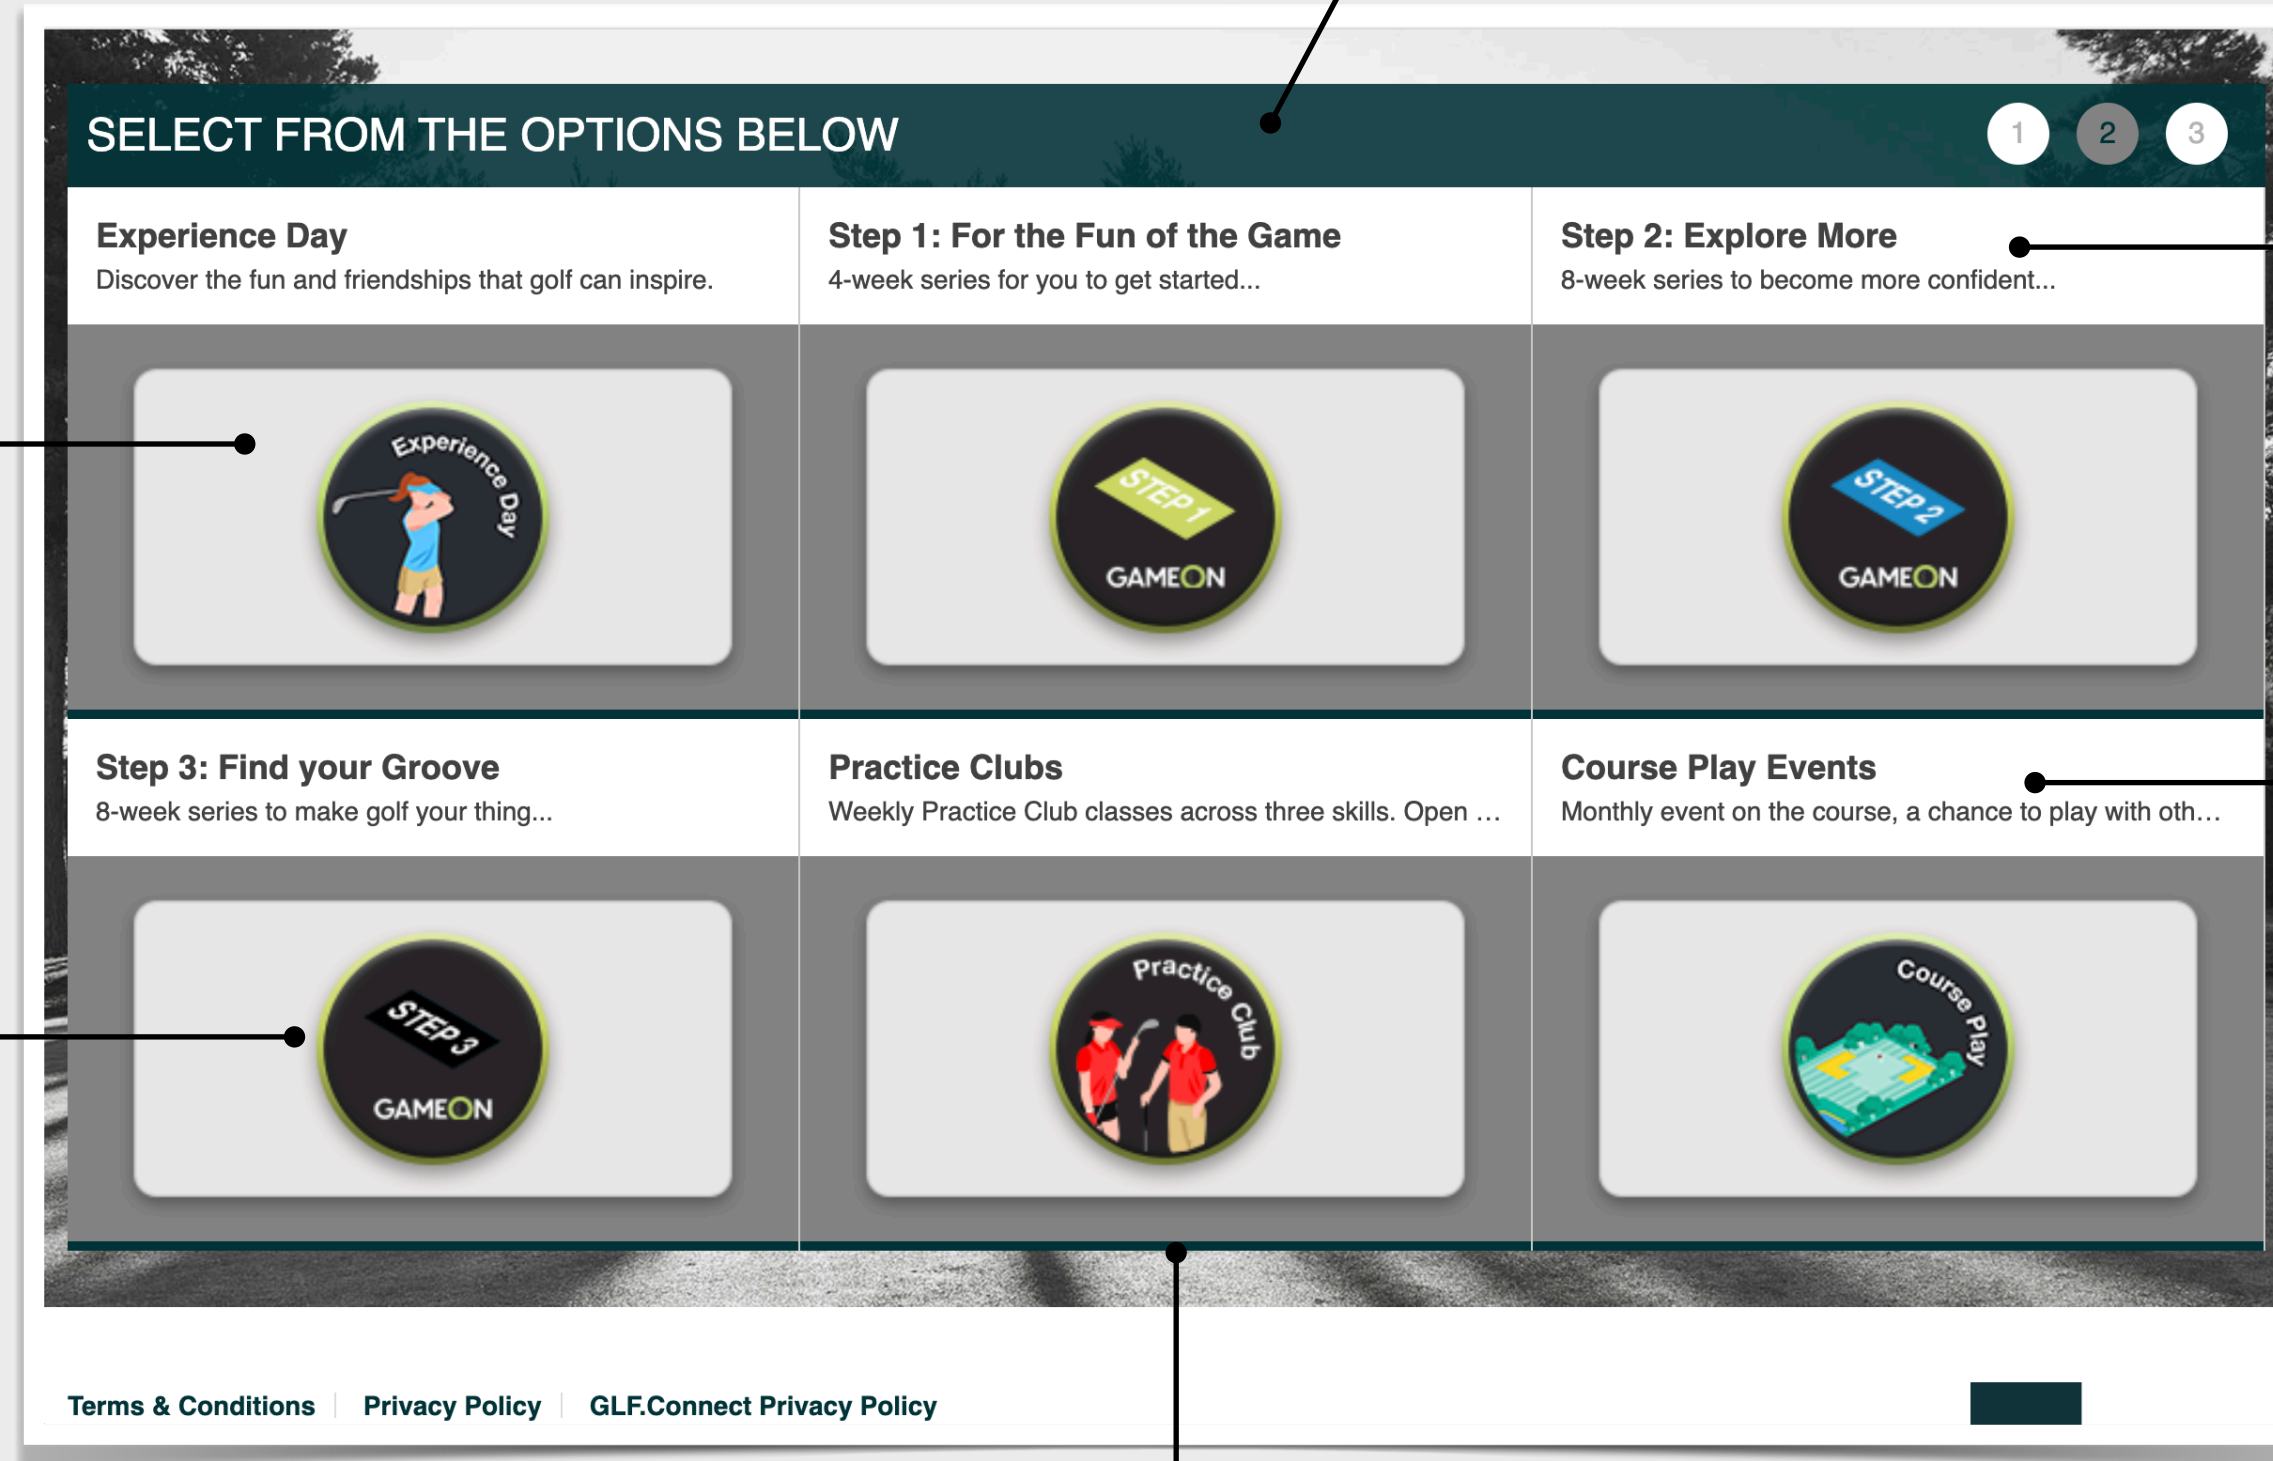 SELECT FROM THE OPTIONS BELOW
1 2 3
Experience Day
Discover the fun and friendships that golf can inspire.
Step 1: For the Fun of the Game
4-week series for you to get started...
Step 2: Explore More
8-week series to become more confident...
Experience Day
STEP 1
GAMEON
STEP 2
GAMEON
Step 3: Find your Groove
8-week series to make golf your thing...
Practice Clubs
Weekly Practice Club classes across three skills. Open ...
Course Play Events
Monthly event on the course, a chance to play with oth...
STEP 3
GAMEON
Practice Club
Course Play
Terms & Conditions
Privacy Policy
GLF.Connect Privacy Policy